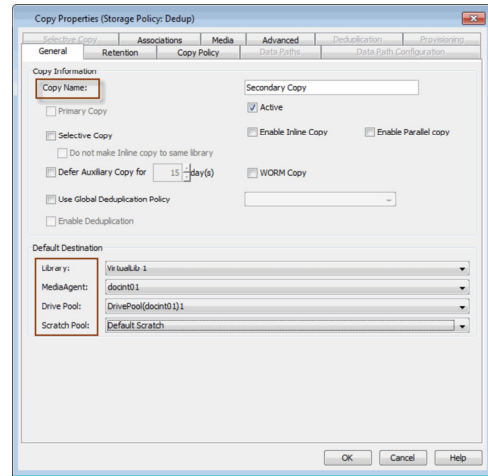 Copy Properties (Storage Policy: Dedup)
Selective Copy Associations Media Advanced Deduplication Provisioning
General Retention Copy Policy Data Paths Data Path Configuration
Copy Information
Copy Name: Secondary Copy
Primary Copy Active
Selective Copy Enable Inline Copy Enable Parallel copy
Do not make Inline copy to same library
Defer Auxiliary Copy for 15 day(s) WORM Copy
Use Global Deduplication Policy
Enable Deduplication
Default Destination
Library: VirtualLib 1
MediaAgent: docint01
Drive Pool: DrivePool(docint01)1
Scratch Pool: Default Scratch
OK Cancel Help